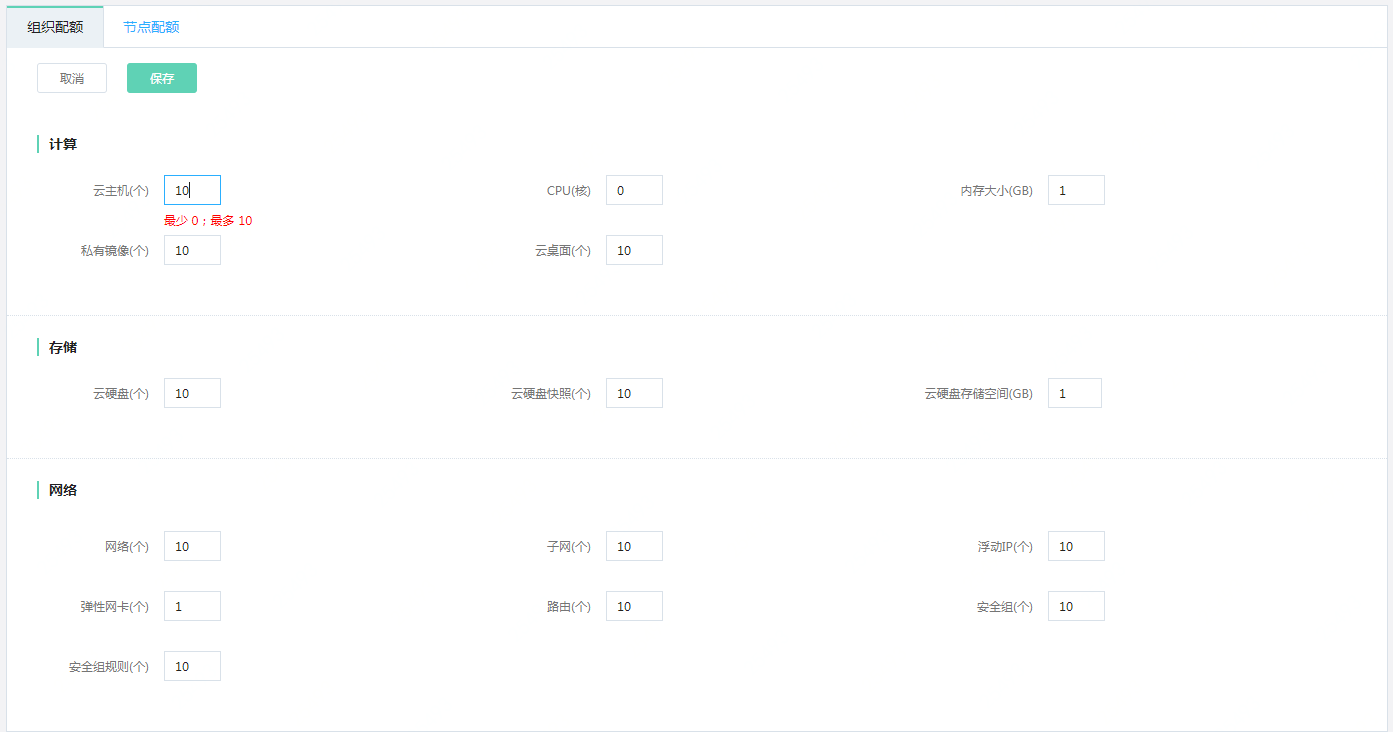 组织配额 节点配额
取消 保存
计算
云主机(个) 10 CPU(核) 0 内存大小(GB) 1
最少 0；最多 10
私有镜像(个) 10 云桌面(个) 10
存储
云硬盘(个) 10 云硬盘快照(个) 10 云硬盘存储空间(GB) 1
网络
网络(个) 10 子网(个) 10 浮动IP(个) 10
弹性网卡(个) 1 路由(个) 10 安全组(个) 10
安全组规则(个) 10